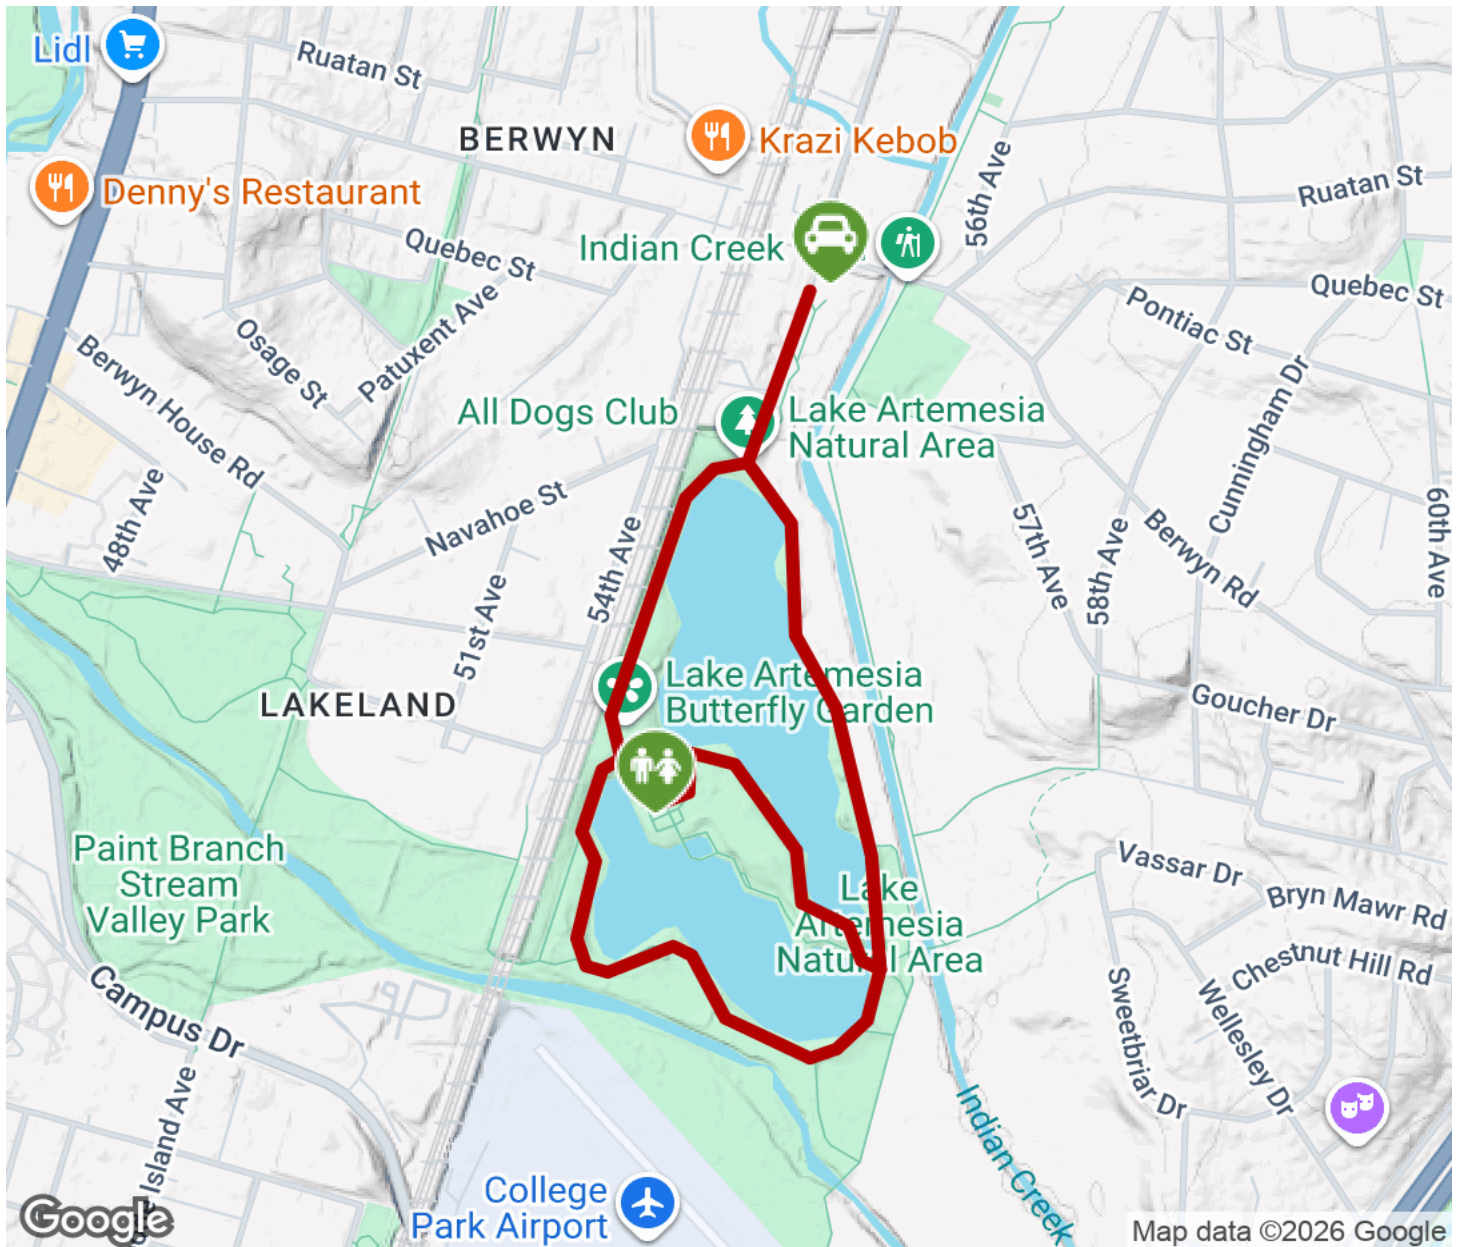 Lidl
Ruatan St
BERWYN
Krazi Kebob
Denny's Restaurant
56th Ave
Ruatan St
Quebec St
Indian Creek
Quebec St
Patuxent Ave
Pontiac St
Osage St
Berwyn House Rd
All Dogs Club
Lake Artemesia
Natural Area
Cunningham Dr
48th Ave
Navahoe St
54th Ave
57th Ave
58th Ave
Berwyn Rd
60th Ave
51st Ave
LAKELAND
Lake Artemesia
Butterfly Garden
Goucher Dr
Paint Branch
Stream
Valley Park
Vassar Dr
Bryn Mawr Rd
Lake
Artemesia
Natural Area
Chestnut Hill Rd
Campus Dr
Sweetbriar Dr
Wellesley Dr
Island Ave
Indian Creek
College
Park Airport
Google
Map data ©2026 Google